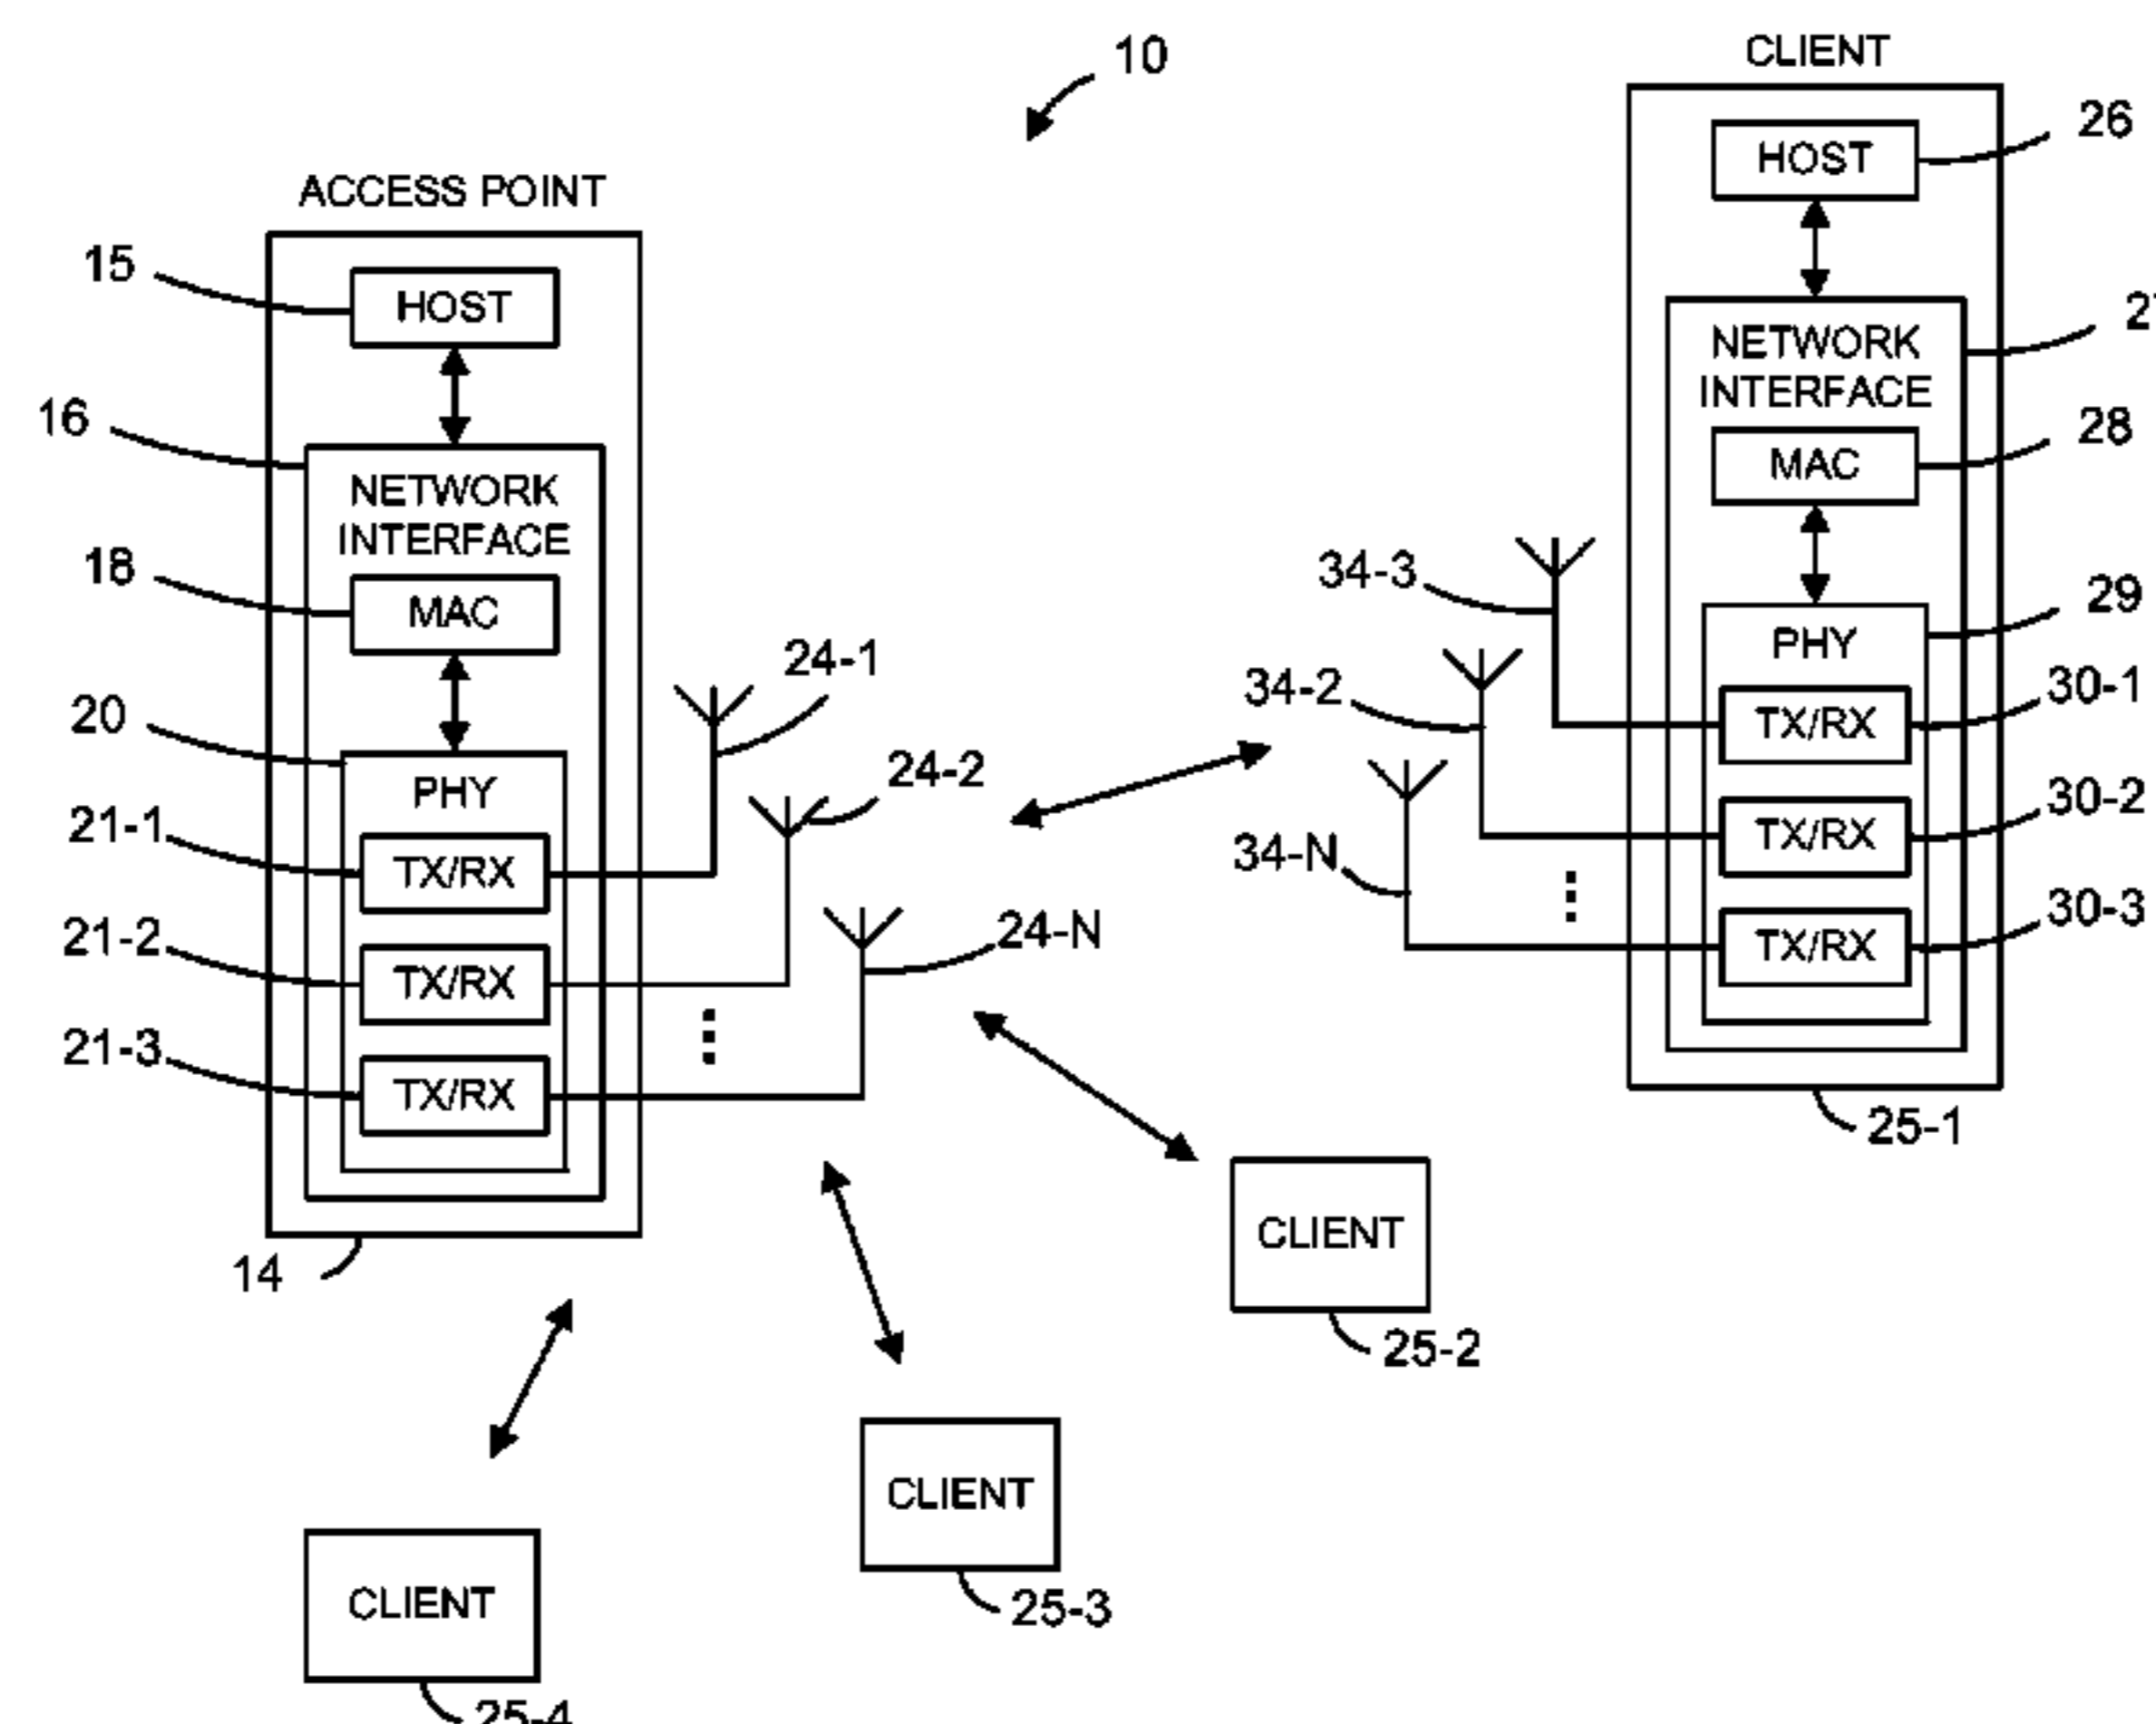 10
CLIENT
26
HOST
ACCESS POINT
15
HOST
NETWORK
INTERFACE
16
MAC
28
NETWORK
INTERFACE
18
MAC
34-3
29
PHY
24-1
34-2
30-1
TX/RX
20
PHY
24-2
30-2
TX/RX
21-1
TX/RX
34-N
30-3
TX/RX
21-2
TX/RX
24-N
21-3
TX/RX
25-1
14
CLIENT
25-2
CLIENT
25-3
CLIENT
25-4